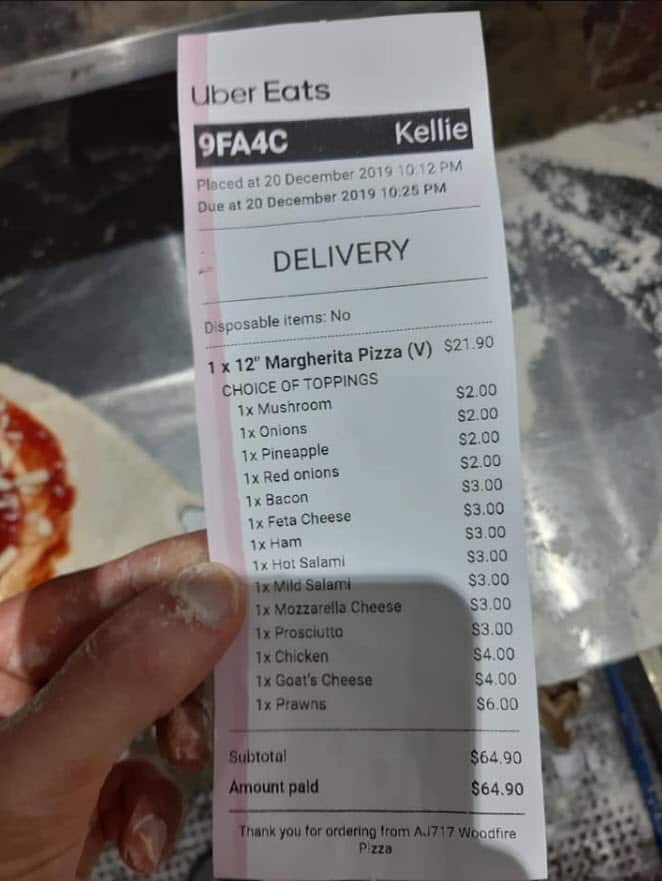 Uber Eats
9FA4C Kellie
Placed at 20 December 2019 10:12 PM
Due at 20 December 2019 10:25 PM
DELIVERY
Disposable items: No
1 x 12" Margherita Pizza (V) $21.90
CHOICE OF TOPPINGS
1x Mushroom $2.00
1x Onions $2.00
1x Pineapple $2.00
1x Red onions $2.00
1x Bacon $3.00
1x Feta Cheese $3.00
1x Ham $3.00
1x Hot Salami $3.00
1x Mild Salami $3.00
1x Mozzarella Cheese $3.00
1x Prosciutto $3.00
1x Chicken $4.00
1x Goat's Cheese $4.00
1x Prawns $6.00
Subtotal $64.90
Amount paid $64.90
Thank you for ordering from AJ717 Woodfire
Pizza